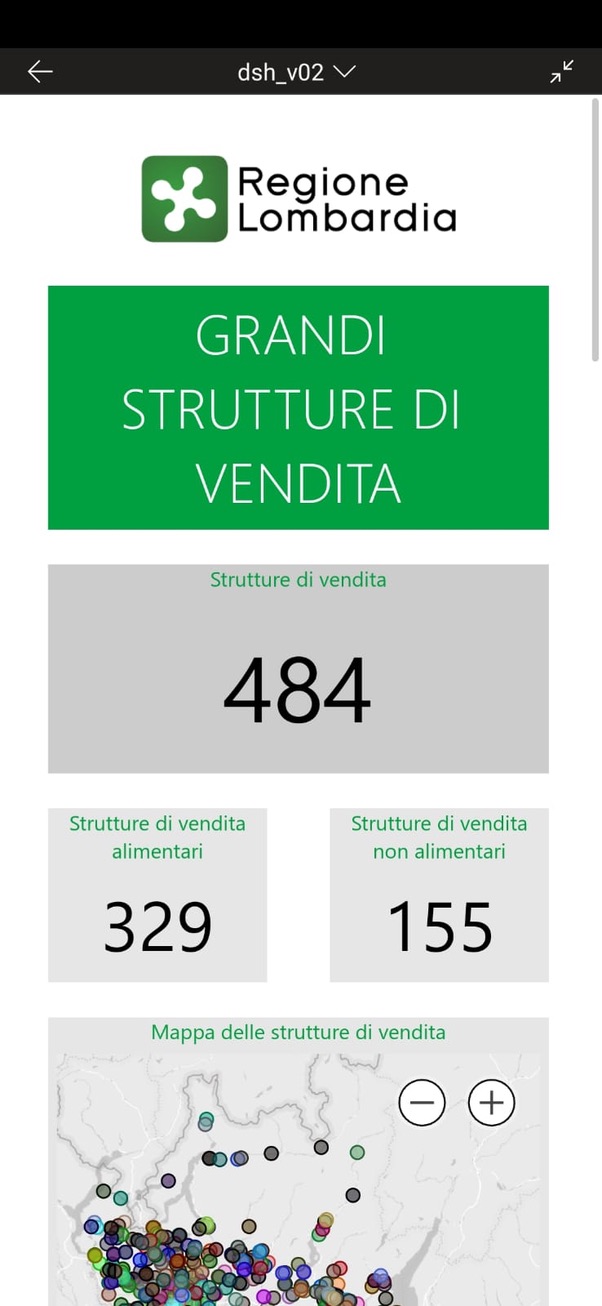 dsh_v02
Regione
Lombardia
GRANDI
STRUTTURE DI
VENDITA
Strutture di vendita
484
Strutture di vendita
alimentari
329
Strutture di vendita
non alimentari
155
Mappa delle strutture di vendita